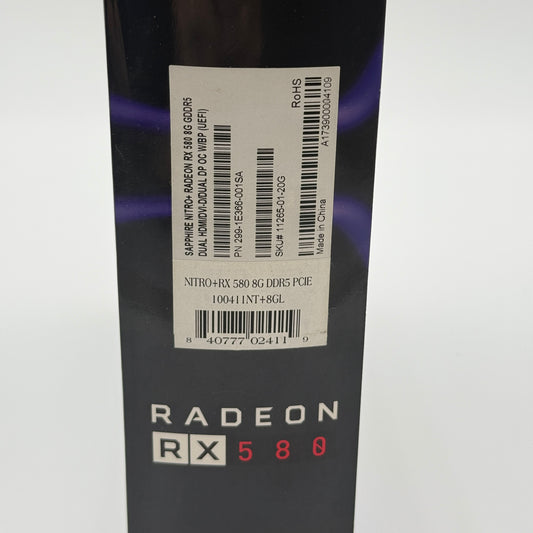 SAPPHIRE NITRO+ RADEON RX 580 8G GDDR5
DUAL HDMI/DVI-D/DUAL DP OC W/BP (UEFI)
PN 299-1E366-001SA
SKU# 11265-01-20G
RoHS
Made in China
A173900004109
NITRO+RX 580 8G DDR5 PCIE
100411NT+8GL
8 40777 02411 9
RADEON
RX 580